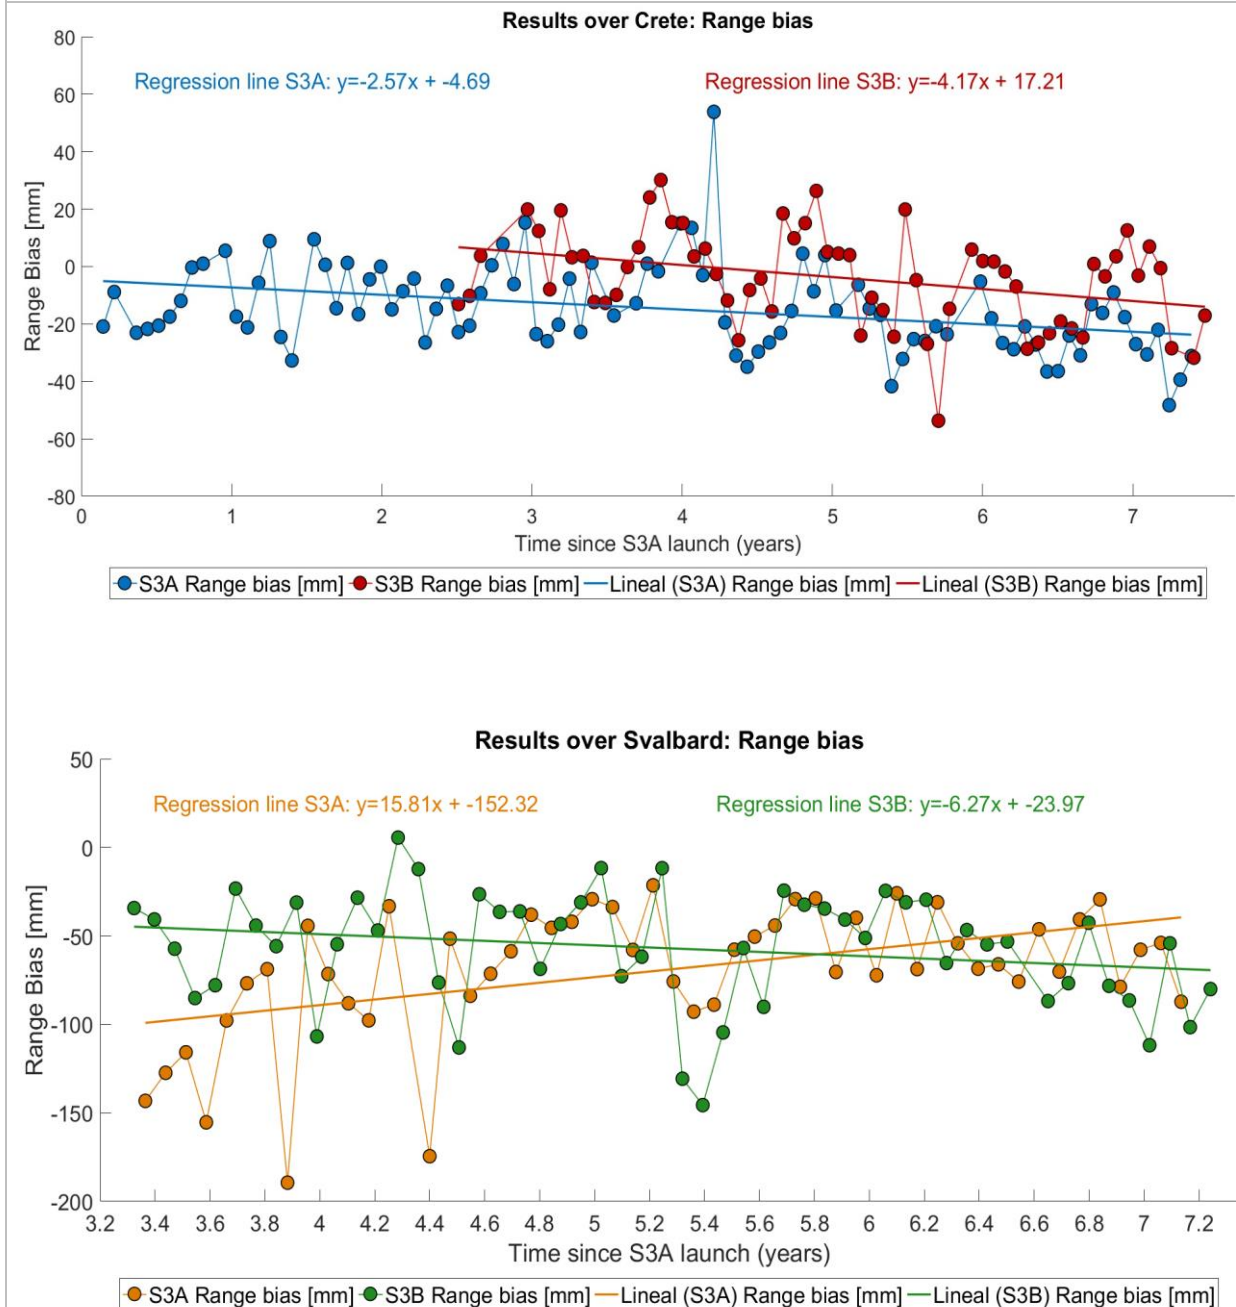 Results over Crete: Range bias
Regression line S3A: y=-2.57x + -4.69
Regression line S3B: y=-4.17x + 17.21
80
60
40
20
0
-20
-40
-60
-80
Range Bias [mm]
0 1 2 3 4 5 6 7
Time since S3A launch (years)
S3A Range bias [mm] S3B Range bias [mm] Lineal (S3A) Range bias [mm] Lineal (S3B) Range bias [mm]
Results over Svalbard: Range bias
Regression line S3A: y=15.81x + -152.32
Regression line S3B: y=-6.27x + -23.97
50
0
-50
-100
-150
-200
Range Bias [mm]
3.2 3.4 3.6 3.8 4 4.2 4.4 4.6 4.8 5 5.2 5.4 5.6 5.8 6 6.2 6.4 6.6 6.8 7 7.2
Time since S3A launch (years)
S3A Range bias [mm] S3B Range bias [mm] Lineal (S3A) Range bias [mm] Lineal (S3B) Range bias [mm]